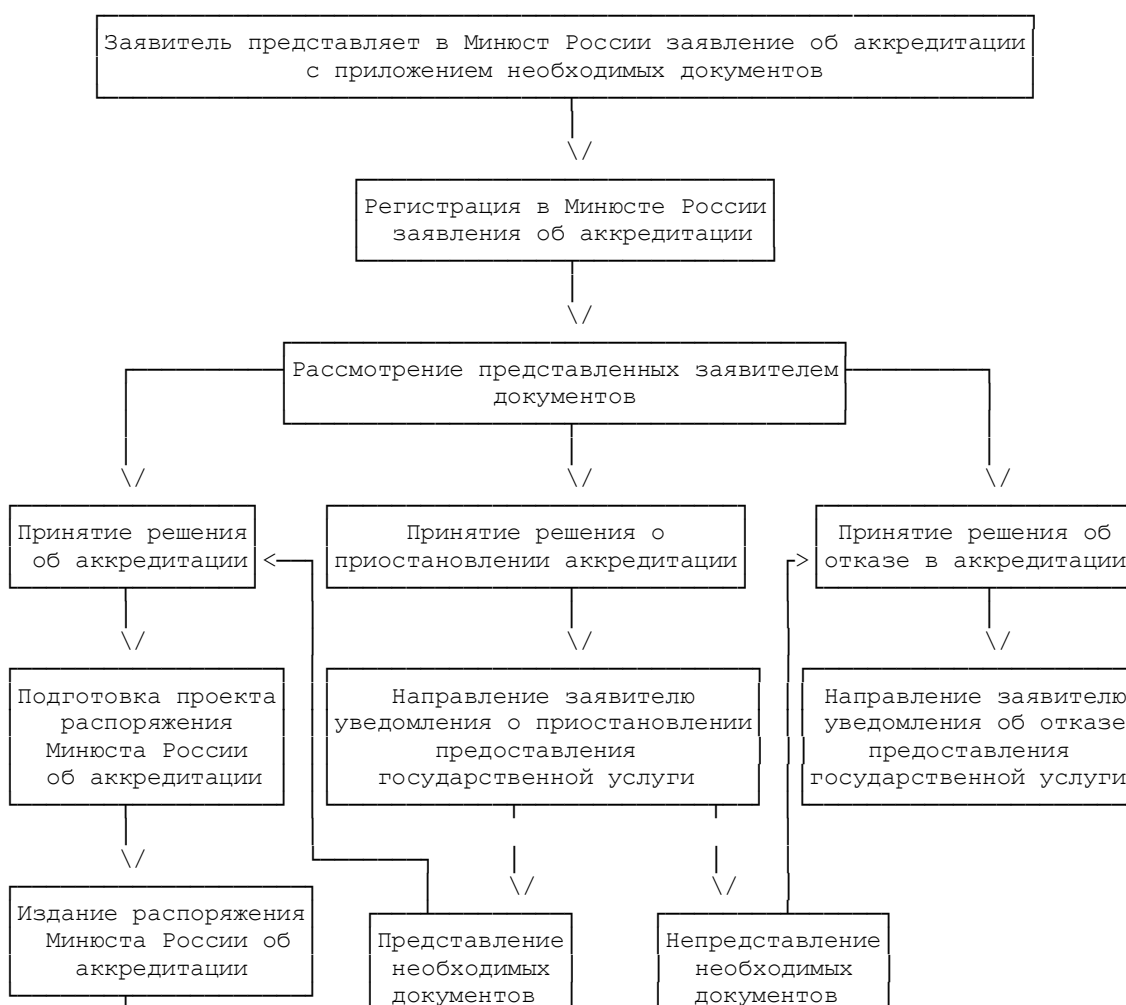 Заявитель представляет в Минюст России заявление об аккредитации
с приложением необходимых документов
Регистрация в Минюсте России
заявления об аккредитации
Рассмотрение представленных заявителем
документов
Принятие решения
об аккредитации
Принятие решения о
приостановлении аккредитации
Принятие решения об
отказе в аккредитации
Подготовка проекта
распоряжения
Минюста России
об аккредитации
Направление заявителю
уведомления о приостановлении
предоставления
государственной услуги
Направление заявителю
уведомления об отказе
предоставления
государственной услуги
Издание распоряжения
Минюста России об
аккредитации
Представление
необходимых
документов
Непредставление
необходимых
документов